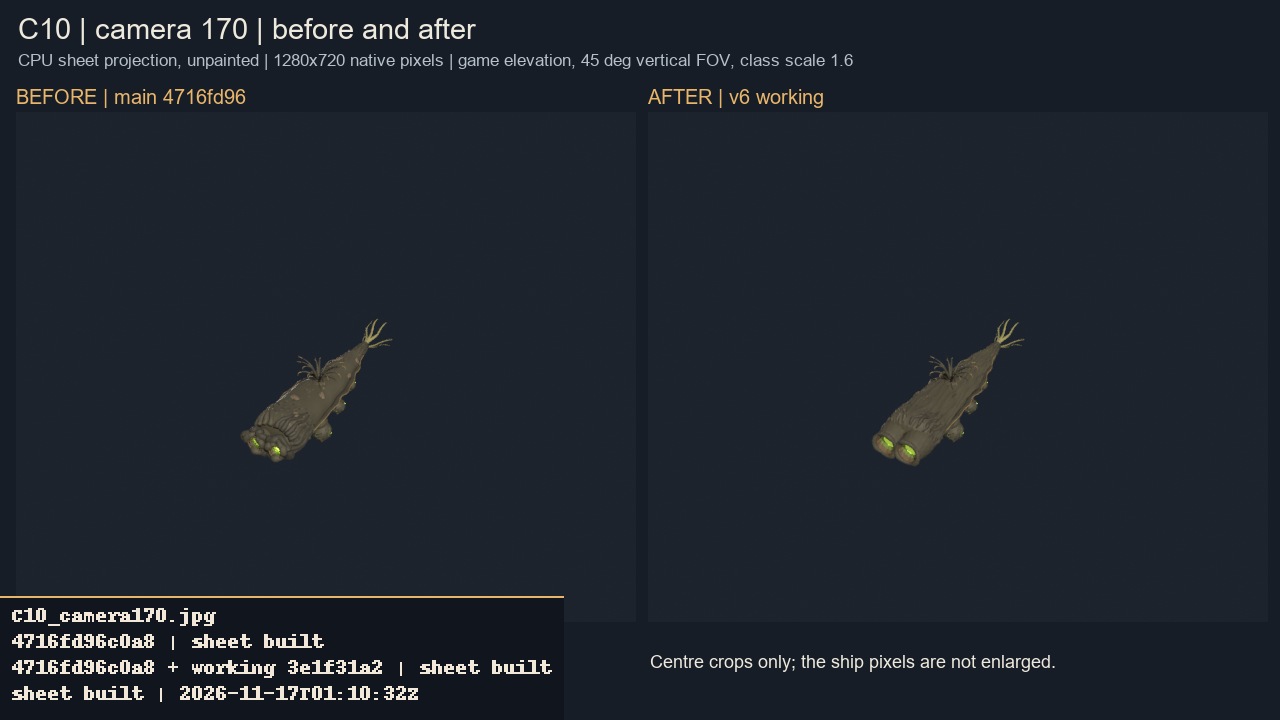 C10 | camera 170 | before and after
CPU sheet projection, unpainted | 1280x720 native pixels | game elevation, 45 deg vertical FOV, class scale 1.6
BEFORE | main 4716fd96
AFTER | v6 working
C10_camera170.jpg
4716fd96c0a8 | sheet built
4716fd96c0a8 + working 3e1f31a2 | sheet built
sheet built | 2026-11-17T01:10:32Z
Centre crops only; the ship pixels are not enlarged.